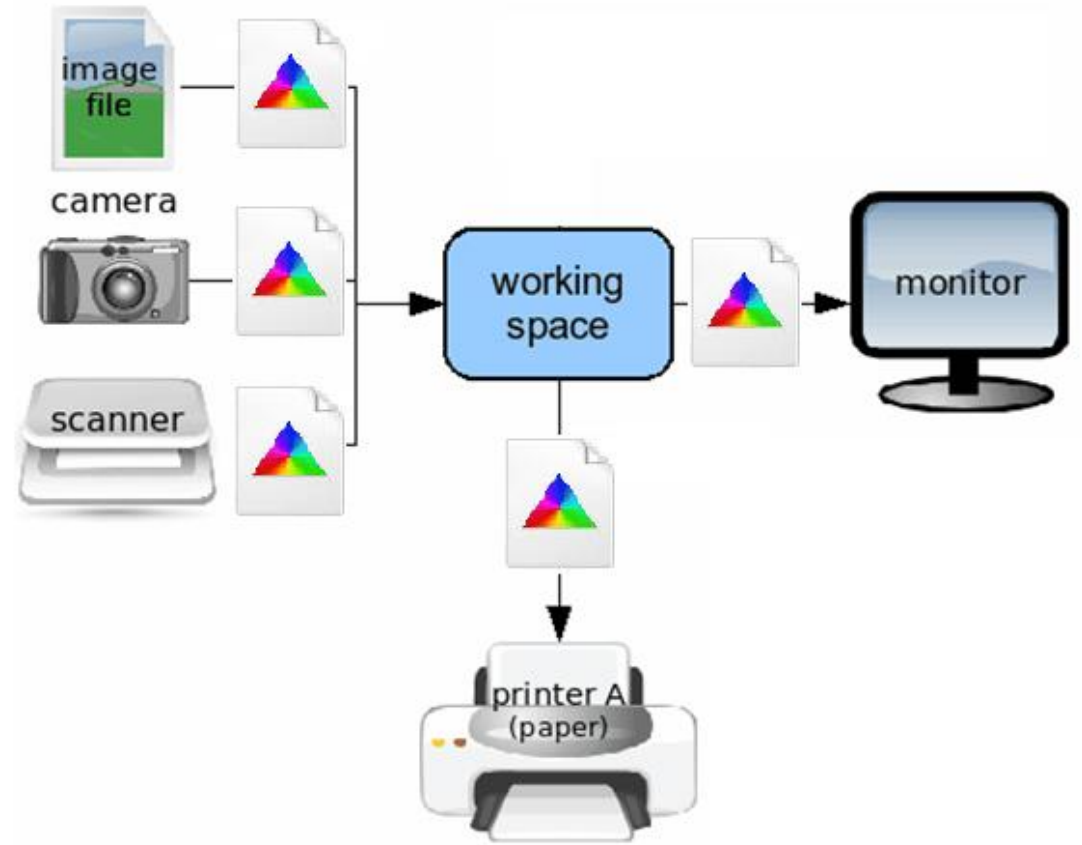 image
file
camera
scanner
working
space
monitor
printer A
(paper)